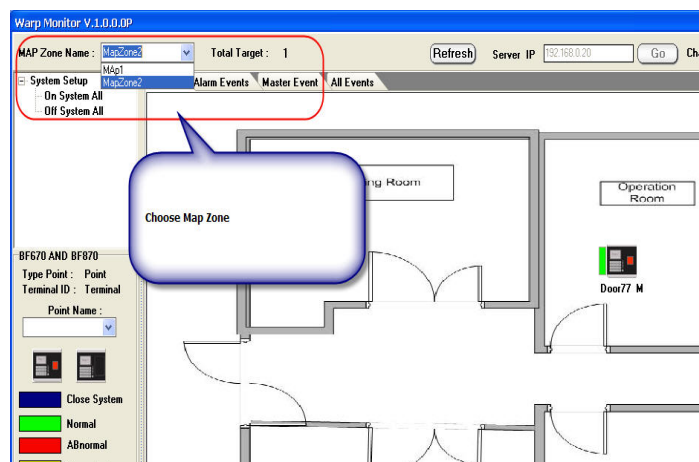 Warp Monitor V.1.0.0.0P
MAP Zone Name : MapZone2 Total Target : 1 Refresh Server IP 192.168.0.20 Go
MAp1
MapZone2
System Setup
On System All
Off System All
Alarm Events Master Event All Events
ng Room
Operation
Room
Choose Map Zone
Door77 M
BF670 AND BF870
Type Point : Point
Terminal ID : Terminal
Point Name :
Close System
Normal
ABnormal